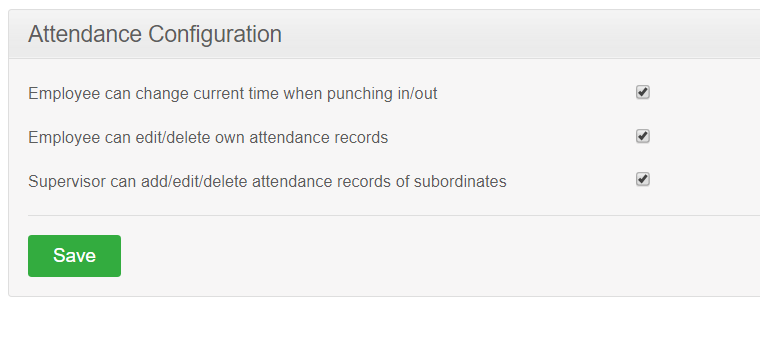 Attendance Configuration
Employee can change current time when punching in/out
Employee can edit/delete own attendance records
Supervisor can add/edit/delete attendance records of subordinates
Save